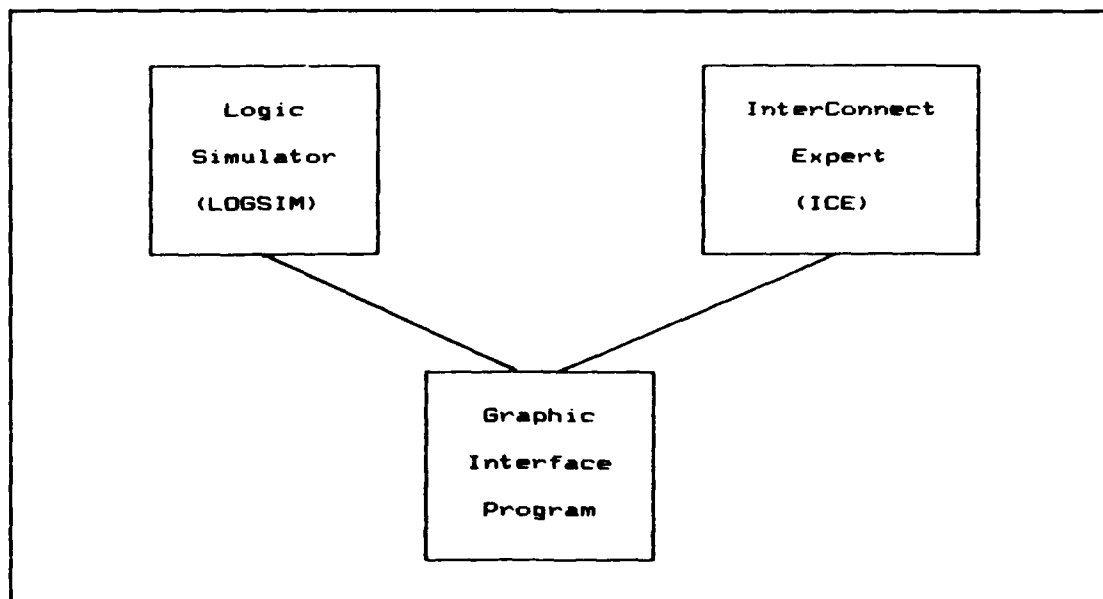 Logic
Simulator
(LOGSIM)
InterConnect
Expert
(ICE)
Graphic
Interface
Program